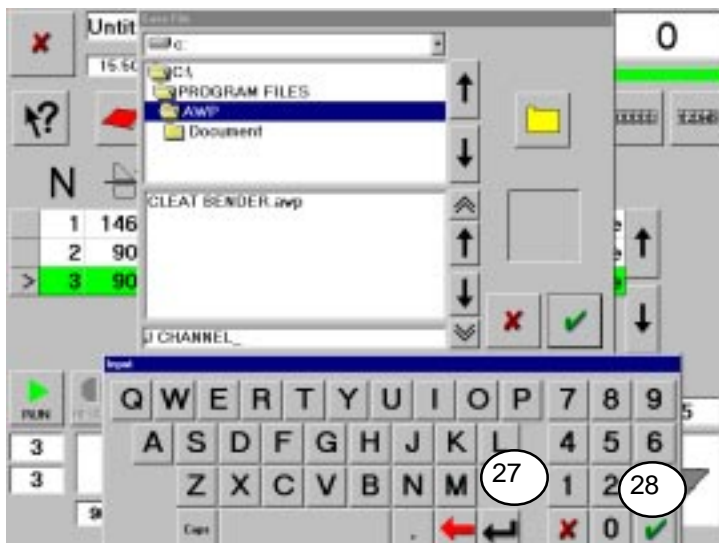 Save File
Untit
c:
0
15.50
C:\
PROGRAM FILES
AWP
Document
N
CLEAT BENDER.awp
1 146
2 90
> 3 90
J CHANNEL_
Input
Q W E R T Y U I O P 7 8 9
RUN
A S D F G H J K L 4 5 6
3
Z X C V B N M 27 1 2 28
3
Caps . 0